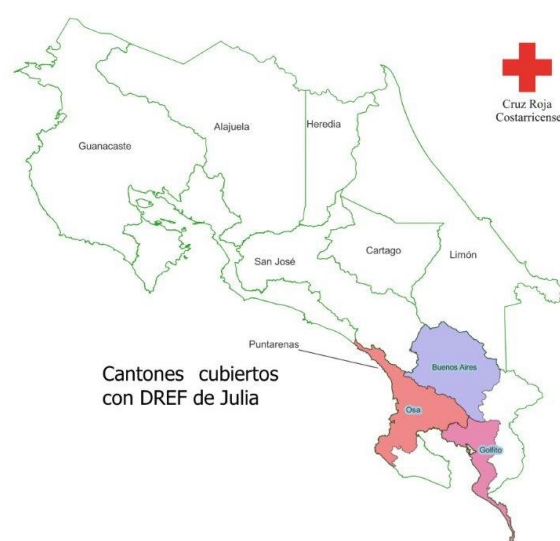 Cruz Roja
Costarricense
Alajuela
Heredia
Guanacaste
San José
Cartago
Limón
Puntarenas
Cantones cubiertos
con DREF de Julia
Buenos Aires
Osa
Golfito